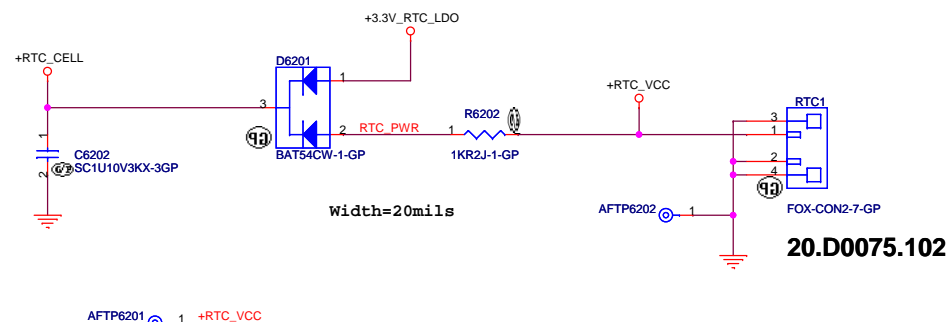 +3.3V_RTC_LDO
+RTC_CELL
D6201
1
3
2
RTC_PWR
BAT54CW-1-GP
1
C6202
SC1U10V3KX-3GP
2
R6202
1
1KR2J-1-GP
Width=20mils
+RTC_VCC
RTC1
3
1
2
4
FOX-CON2-7-GP
20.D0075.102
AFTP6202
1
AFTP6201
1
+RTC_VCC